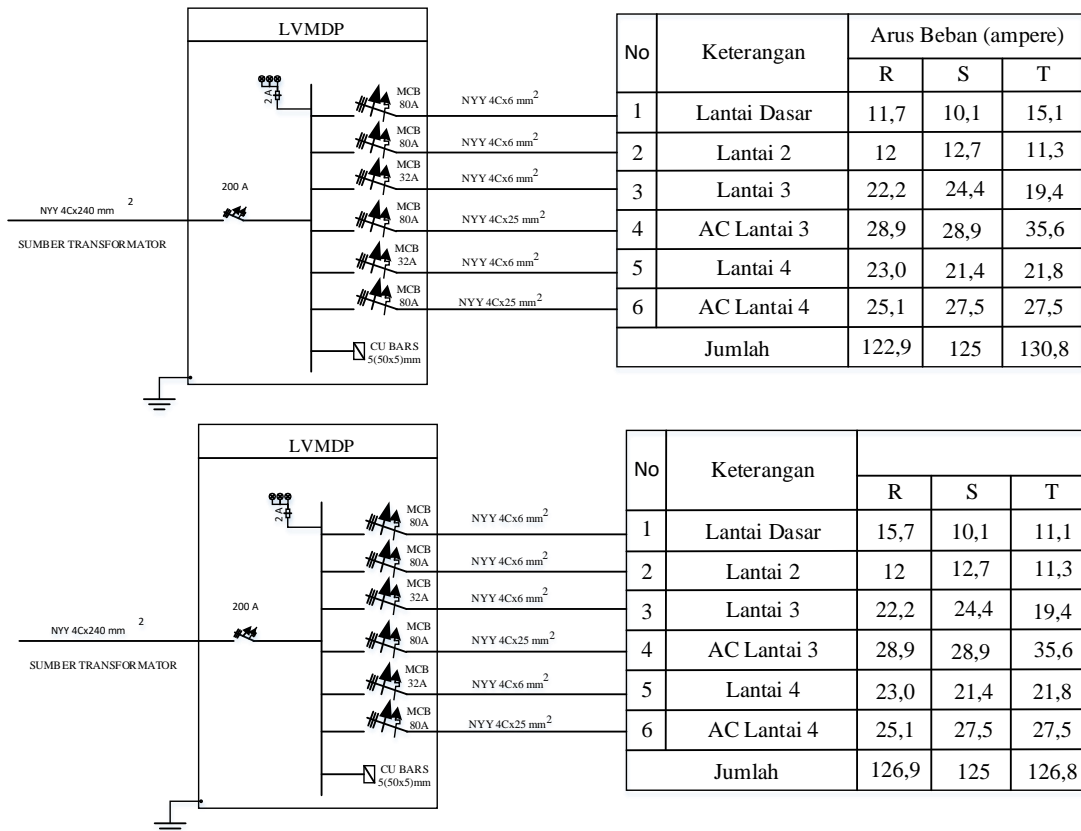 LVMDP
2 A
MCB
80A
NYY 4Cx6 mm2
MCB
80A
NYY 4Cx6 mm2
MCB
32A
NYY 4Cx6 mm2
200 A
NYY 4Cx240 mm 2
SUMBER TRANSFORMATOR
MCB
80A
NYY 4Cx25 mm2
MCB
32A
NYY 4Cx6 mm2
MCB
80A
NYY 4Cx25 mm2
CU BARS
5(50x5)mm
No Keterangan Arus Beban (ampere)
R S T
1 Lantai Dasar 11,7 10,1 15,1
2 Lantai 2 12 12,7 11,3
3 Lantai 3 22,2 24,4 19,4
4 AC Lantai 3 28,9 28,9 35,6
5 Lantai 4 23,0 21,4 21,8
6 AC Lantai 4 25,1 27,5 27,5
Jumlah 122,9 125 130,8
LVMDP
2 A
MCB
80A
NYY 4Cx6 mm2
MCB
80A
NYY 4Cx6 mm2
MCB
32A
NYY 4Cx6 mm2
200 A
NYY 4Cx240 mm 2
SUMBER TRANSFORMATOR
MCB
80A
NYY 4Cx25 mm2
MCB
32A
NYY 4Cx6 mm2
MCB
80A
NYY 4Cx25 mm2
CU BARS
5(50x5)mm
No Keterangan
R S T
1 Lantai Dasar 15,7 10,1 11,1
2 Lantai 2 12 12,7 11,3
3 Lantai 3 22,2 24,4 19,4
4 AC Lantai 3 28,9 28,9 35,6
5 Lantai 4 23,0 21,4 21,8
6 AC Lantai 4 25,1 27,5 27,5
Jumlah 126,9 125 126,8